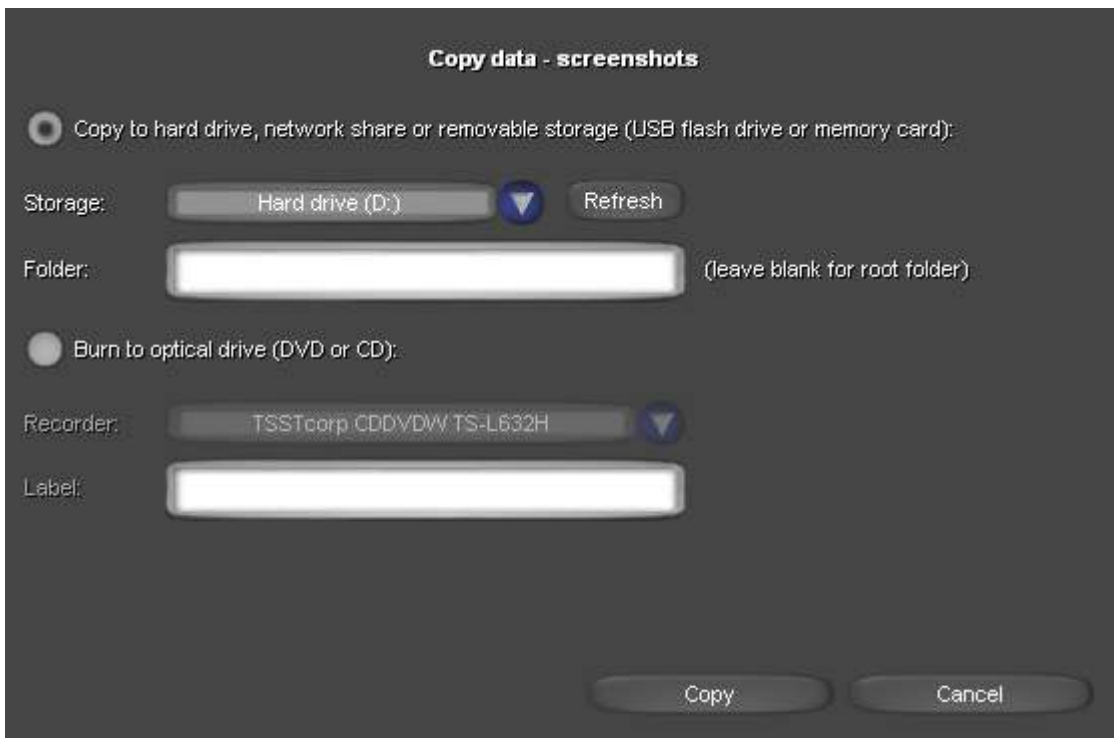 Copy data - screenshots
Copy to hard drive, network share or removable storage (USB flash drive or memory card):
Storage: Hard drive (D:) Refresh
Folder: (leave blank for root folder)
Burn to optical drive (DVD or CD):
Recorder: TSSTcorp CDDVDW TS-L632H
Label:
Copy Cancel